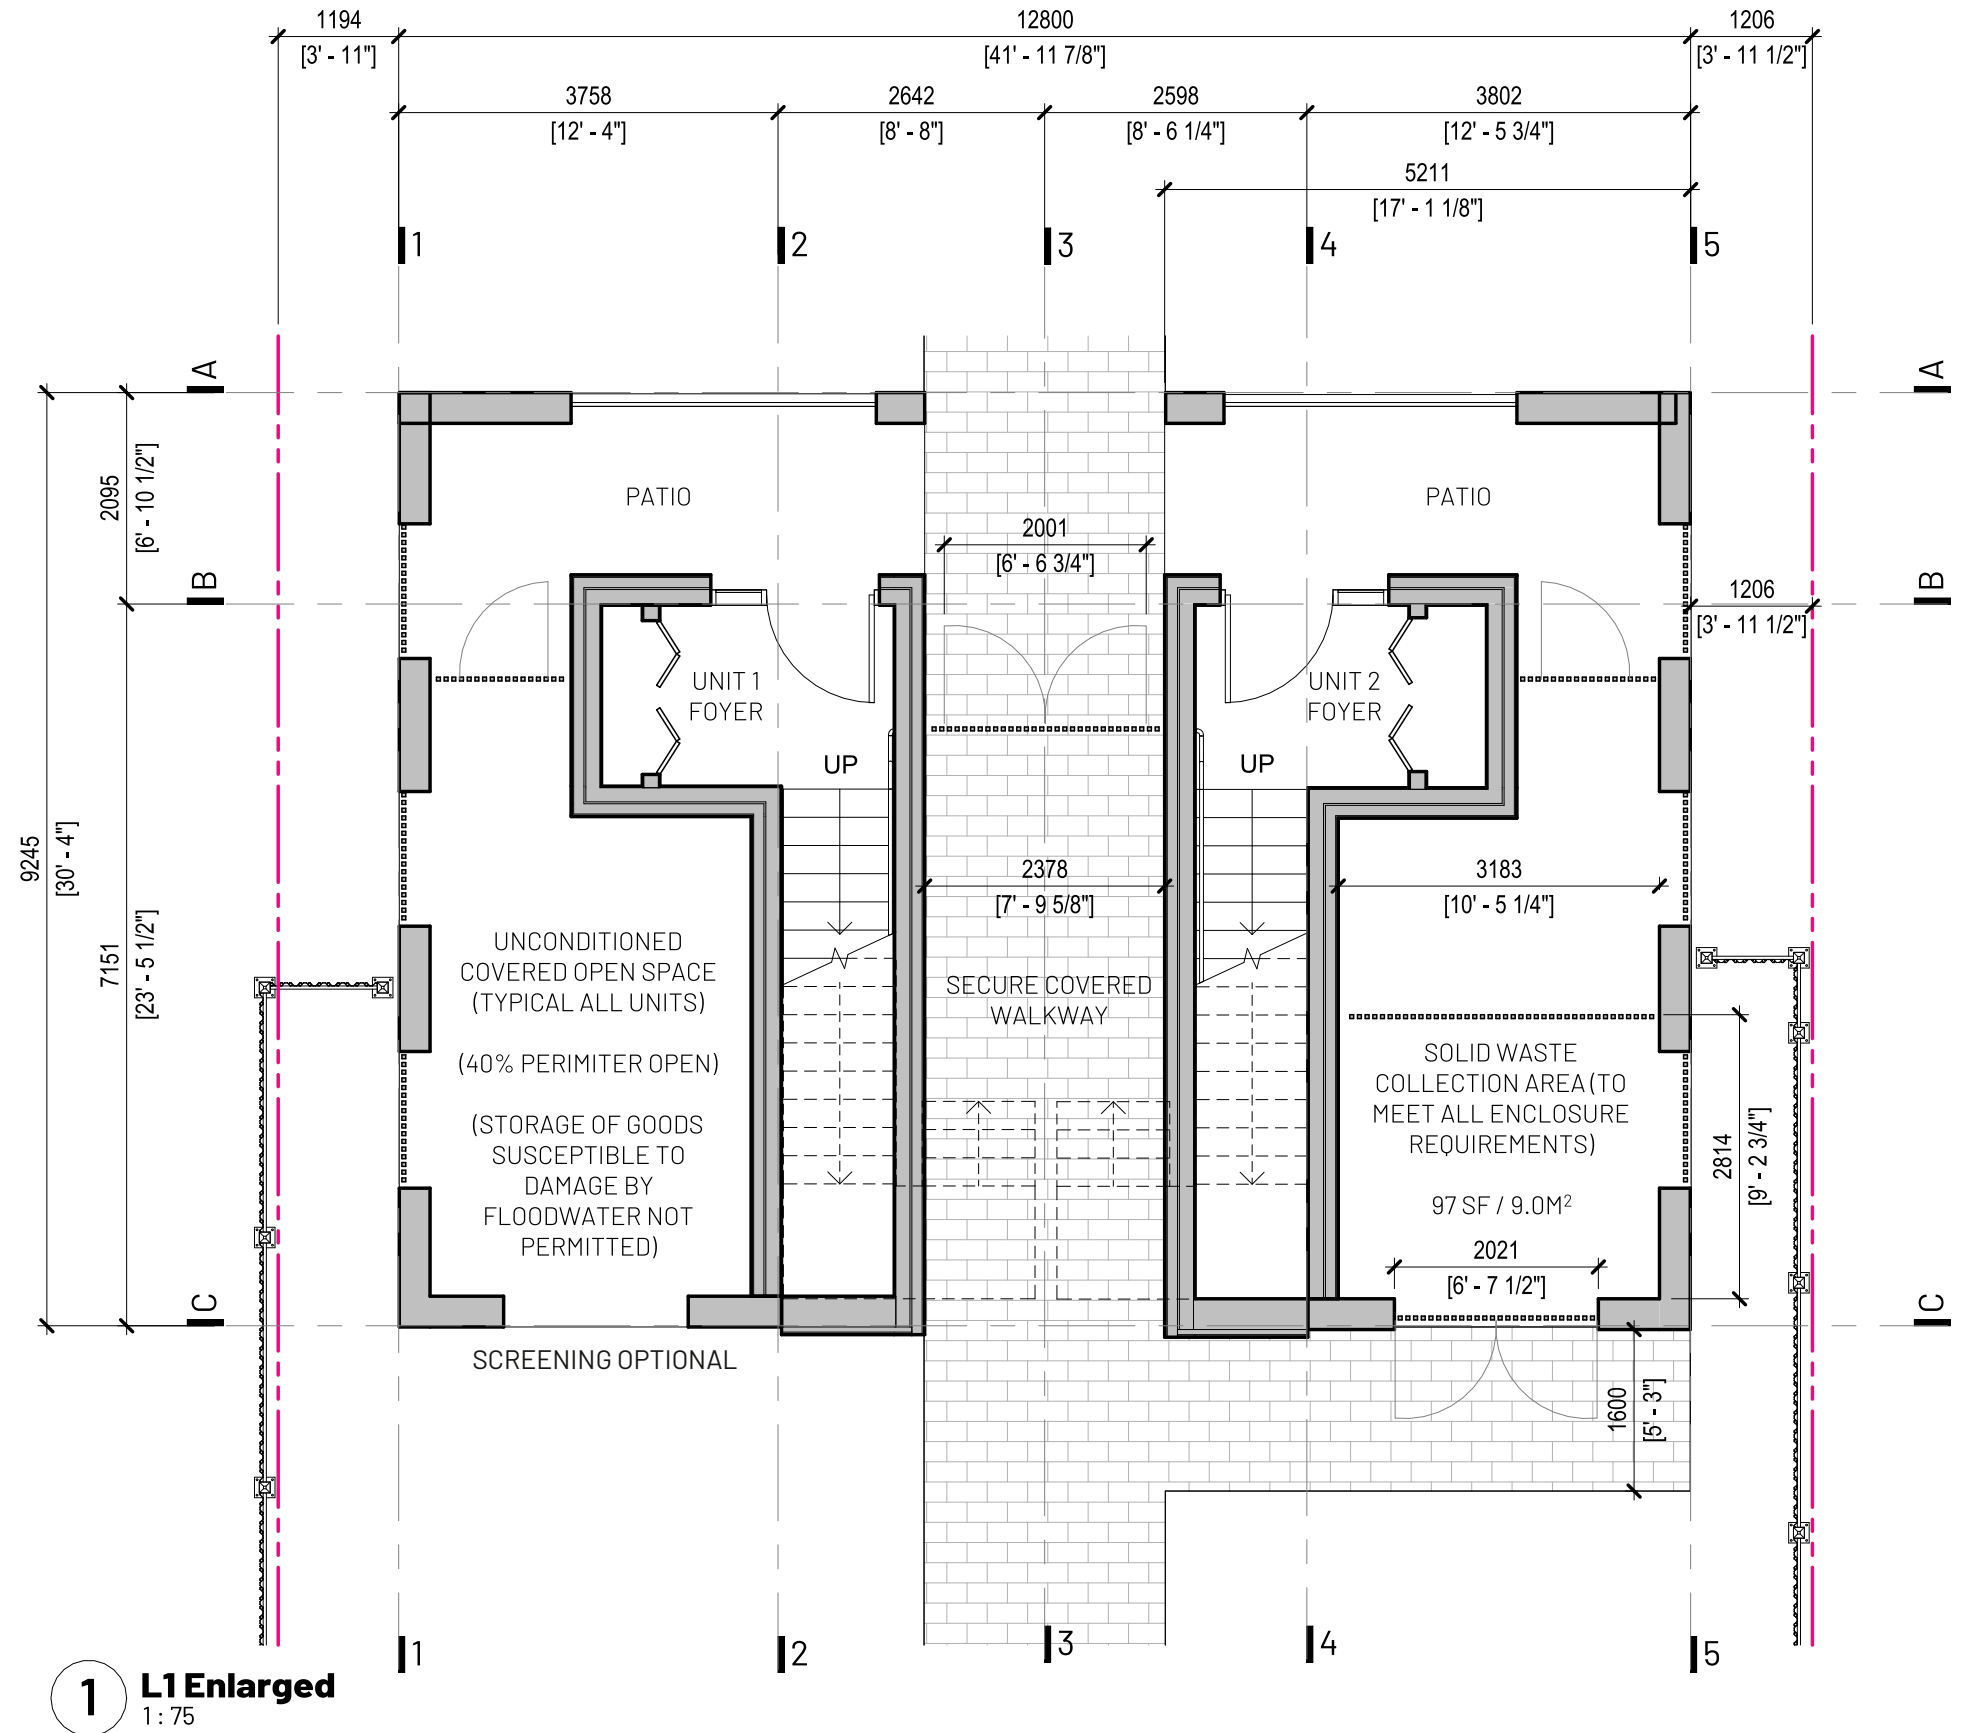 1194
[3' - 11"]
12800
[41' - 11 7/8"]
1206
[3' - 11 1/2"]
3758
[12' - 4"]
2642
[8' - 8"]
2598
[8' - 6 1/4"]
3802
[12' - 5 3/4"]
5211
[17' - 1 1/8"]
1
2
3
4
5
A
A
2095
[6' - 10 1/2"]
PATIO
PATIO
2001
[6' - 6 3/4"]
B
B
1206
[3' - 11 1/2"]
UNIT 1
FOYER
UNIT 2
FOYER
UP
UP
9245
[30' - 4"]
7151
[23' - 5 1/2"]
2378
[7' - 9 5/8"]
3183
[10' - 5 1/4"]
UNCONDITIONED
COVERED OPEN SPACE
(TYPICAL ALL UNITS)
(40% PERIMITER OPEN)
(STORAGE OF GOODS
SUSCEPTIBLE TO
DAMAGE BY
FLOODWATER NOT
PERMITTED)
SECURE COVERED
WALKWAY
SOLID WASTE
COLLECTION AREA (TO
MEET ALL ENCLOSURE
REQUIREMENTS)
97 SF / 9.0M²
2814
[9' - 2 3/4"]
2021
[6' - 7 1/2"]
C
C
SCREENING OPTIONAL
1600
[5' - 3"]
1
2
3
4
5
1
L1 Enlarged
1 : 75